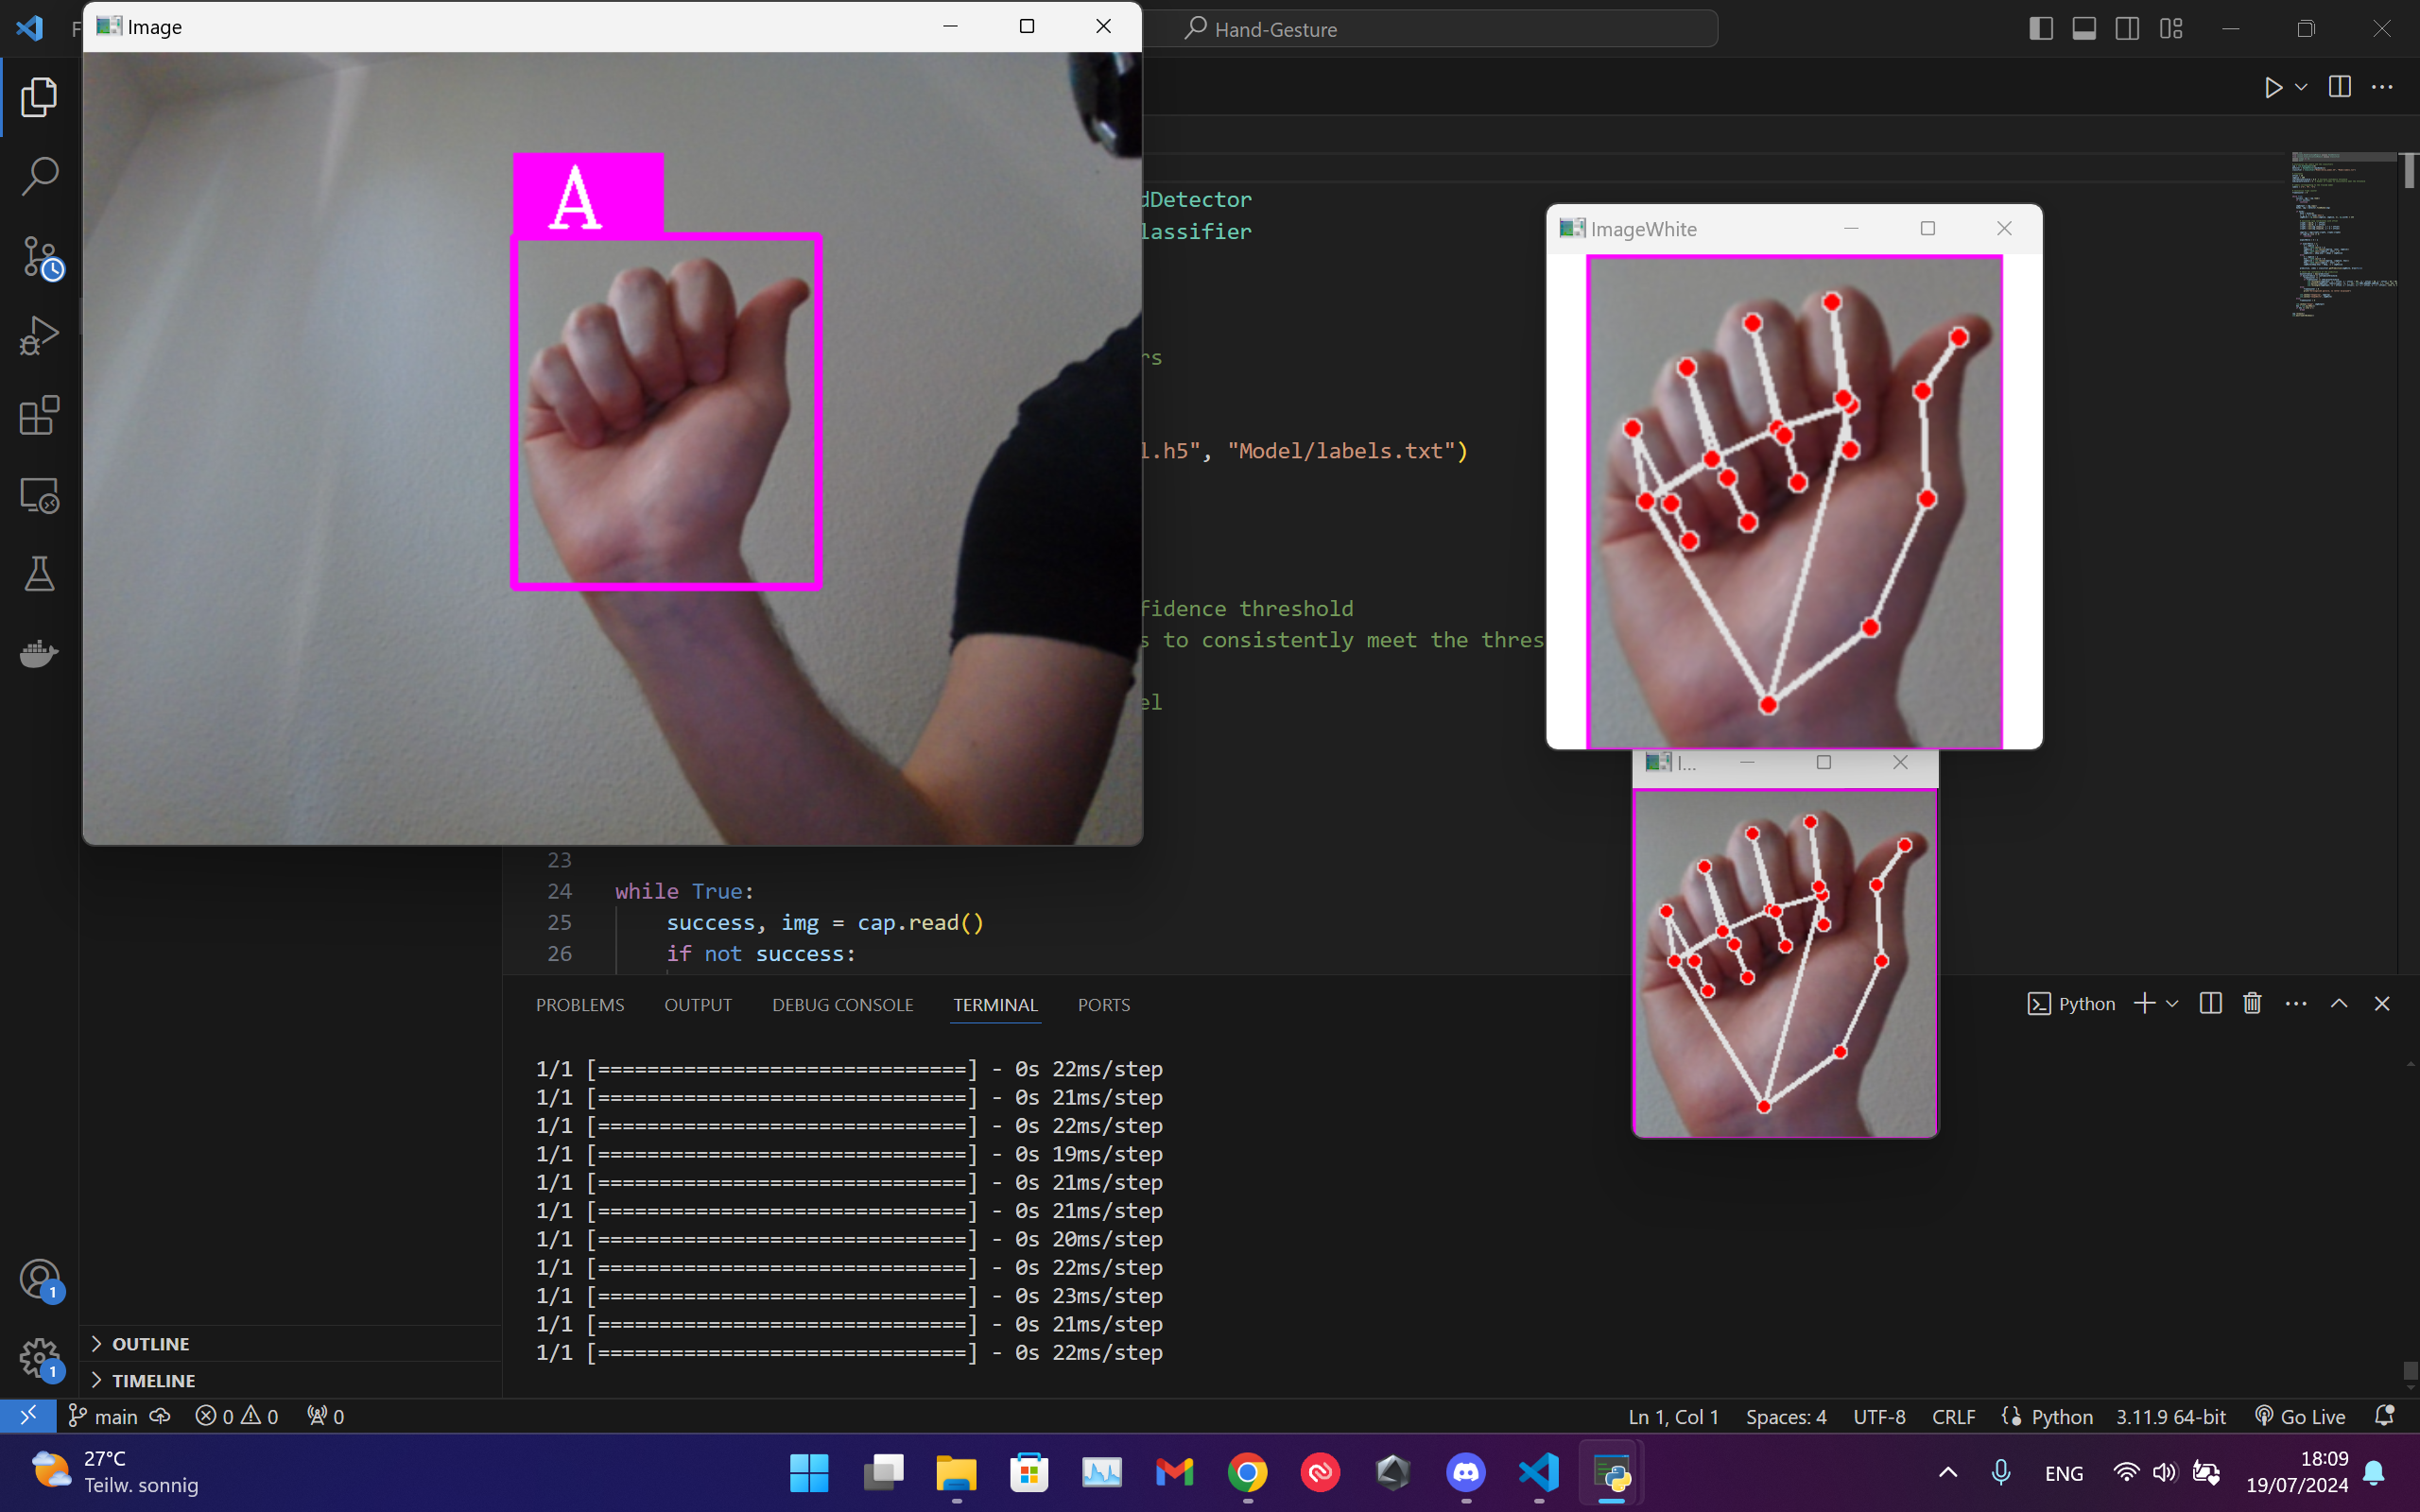 F
Image
Hand-Gesture
A
dDetector
lassifier
ImageWhite
rs
l.h5", "Model/labels.txt")
fidence threshold
s to consistently meet the thres
el
I...
23
24 while True:
25 success, img = cap.read()
26 if not success:
PROBLEMS OUTPUT DEBUG CONSOLE TERMINAL PORTS
Python
1/1 [==============================] - 0s 22ms/step
1/1 [==============================] - 0s 21ms/step
1/1 [==============================] - 0s 22ms/step
1/1 [==============================] - 0s 19ms/step
1/1 [==============================] - 0s 21ms/step
1/1 [==============================] - 0s 21ms/step
1/1 [==============================] - 0s 20ms/step
1/1 [==============================] - 0s 22ms/step
1/1 [==============================] - 0s 23ms/step
1/1 [==============================] - 0s 21ms/step
1/1 [==============================] - 0s 22ms/step
1
1
OUTLINE
TIMELINE
main 0 0 0 Ln 1, Col 1 Spaces: 4 UTF-8 CRLF Python 3.11.9 64-bit Go Live
27°C
Teilw. sonnig
ENG
18:09
19/07/2024